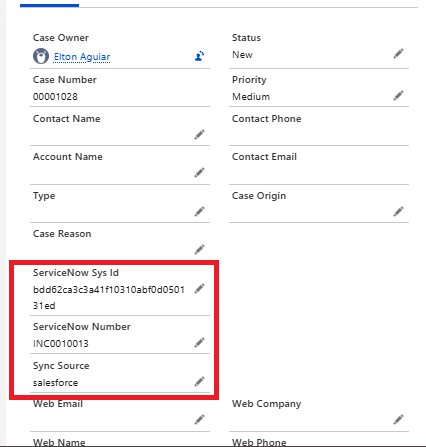 Case Owner
Elton Aguiar
Status
New
Case Number
00001028
Priority
Medium
Contact Name
Contact Phone
Account Name
Contact Email
Type
Case Origin
Case Reason
ServiceNow Sys Id
bdd62ca3c3a41f10310abf0d0501
31ed
ServiceNow Number
INC0010013
Sync Source
salesforce
Web Email
Web Company
Web Name
Web Phone